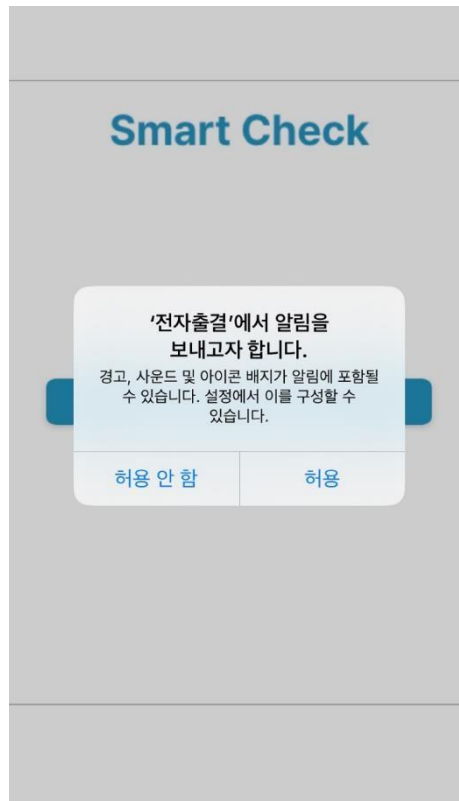 Smart Check
‘전자출결’에서 알림을
보내고자 합니다.
경고, 사운드 및 아이콘 배지가 알림에 포함될
수 있습니다. 설정에서 이를 구성할 수
있습니다.
허용 안 함
허용